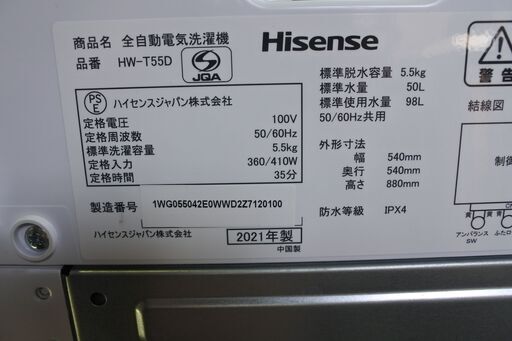 商品名 全自動電気洗濯機
品番 HW-T55D
JQA
Hisense
PS
E
ハイセンスジャパン株式会社
定格電圧 100V
定格周波数 50/60Hz
標準洗濯容量 5.5kg
定格入力 360/410W
定格時間 35分
製造番号 1WG055042E0WWD2Z7120100
ハイセンスジャパン株式会社 2021年製
中国製
標準脱水容量 5.5kg
標準水量 50L
標準使用水量 98L
50/60Hz共用
外形寸法
幅 540mm
奥行 540mm
高さ 880mm
防水等級 IPX4
警告
結線図
制御
黄 黄 黄
アンバランス ふたロ
SW